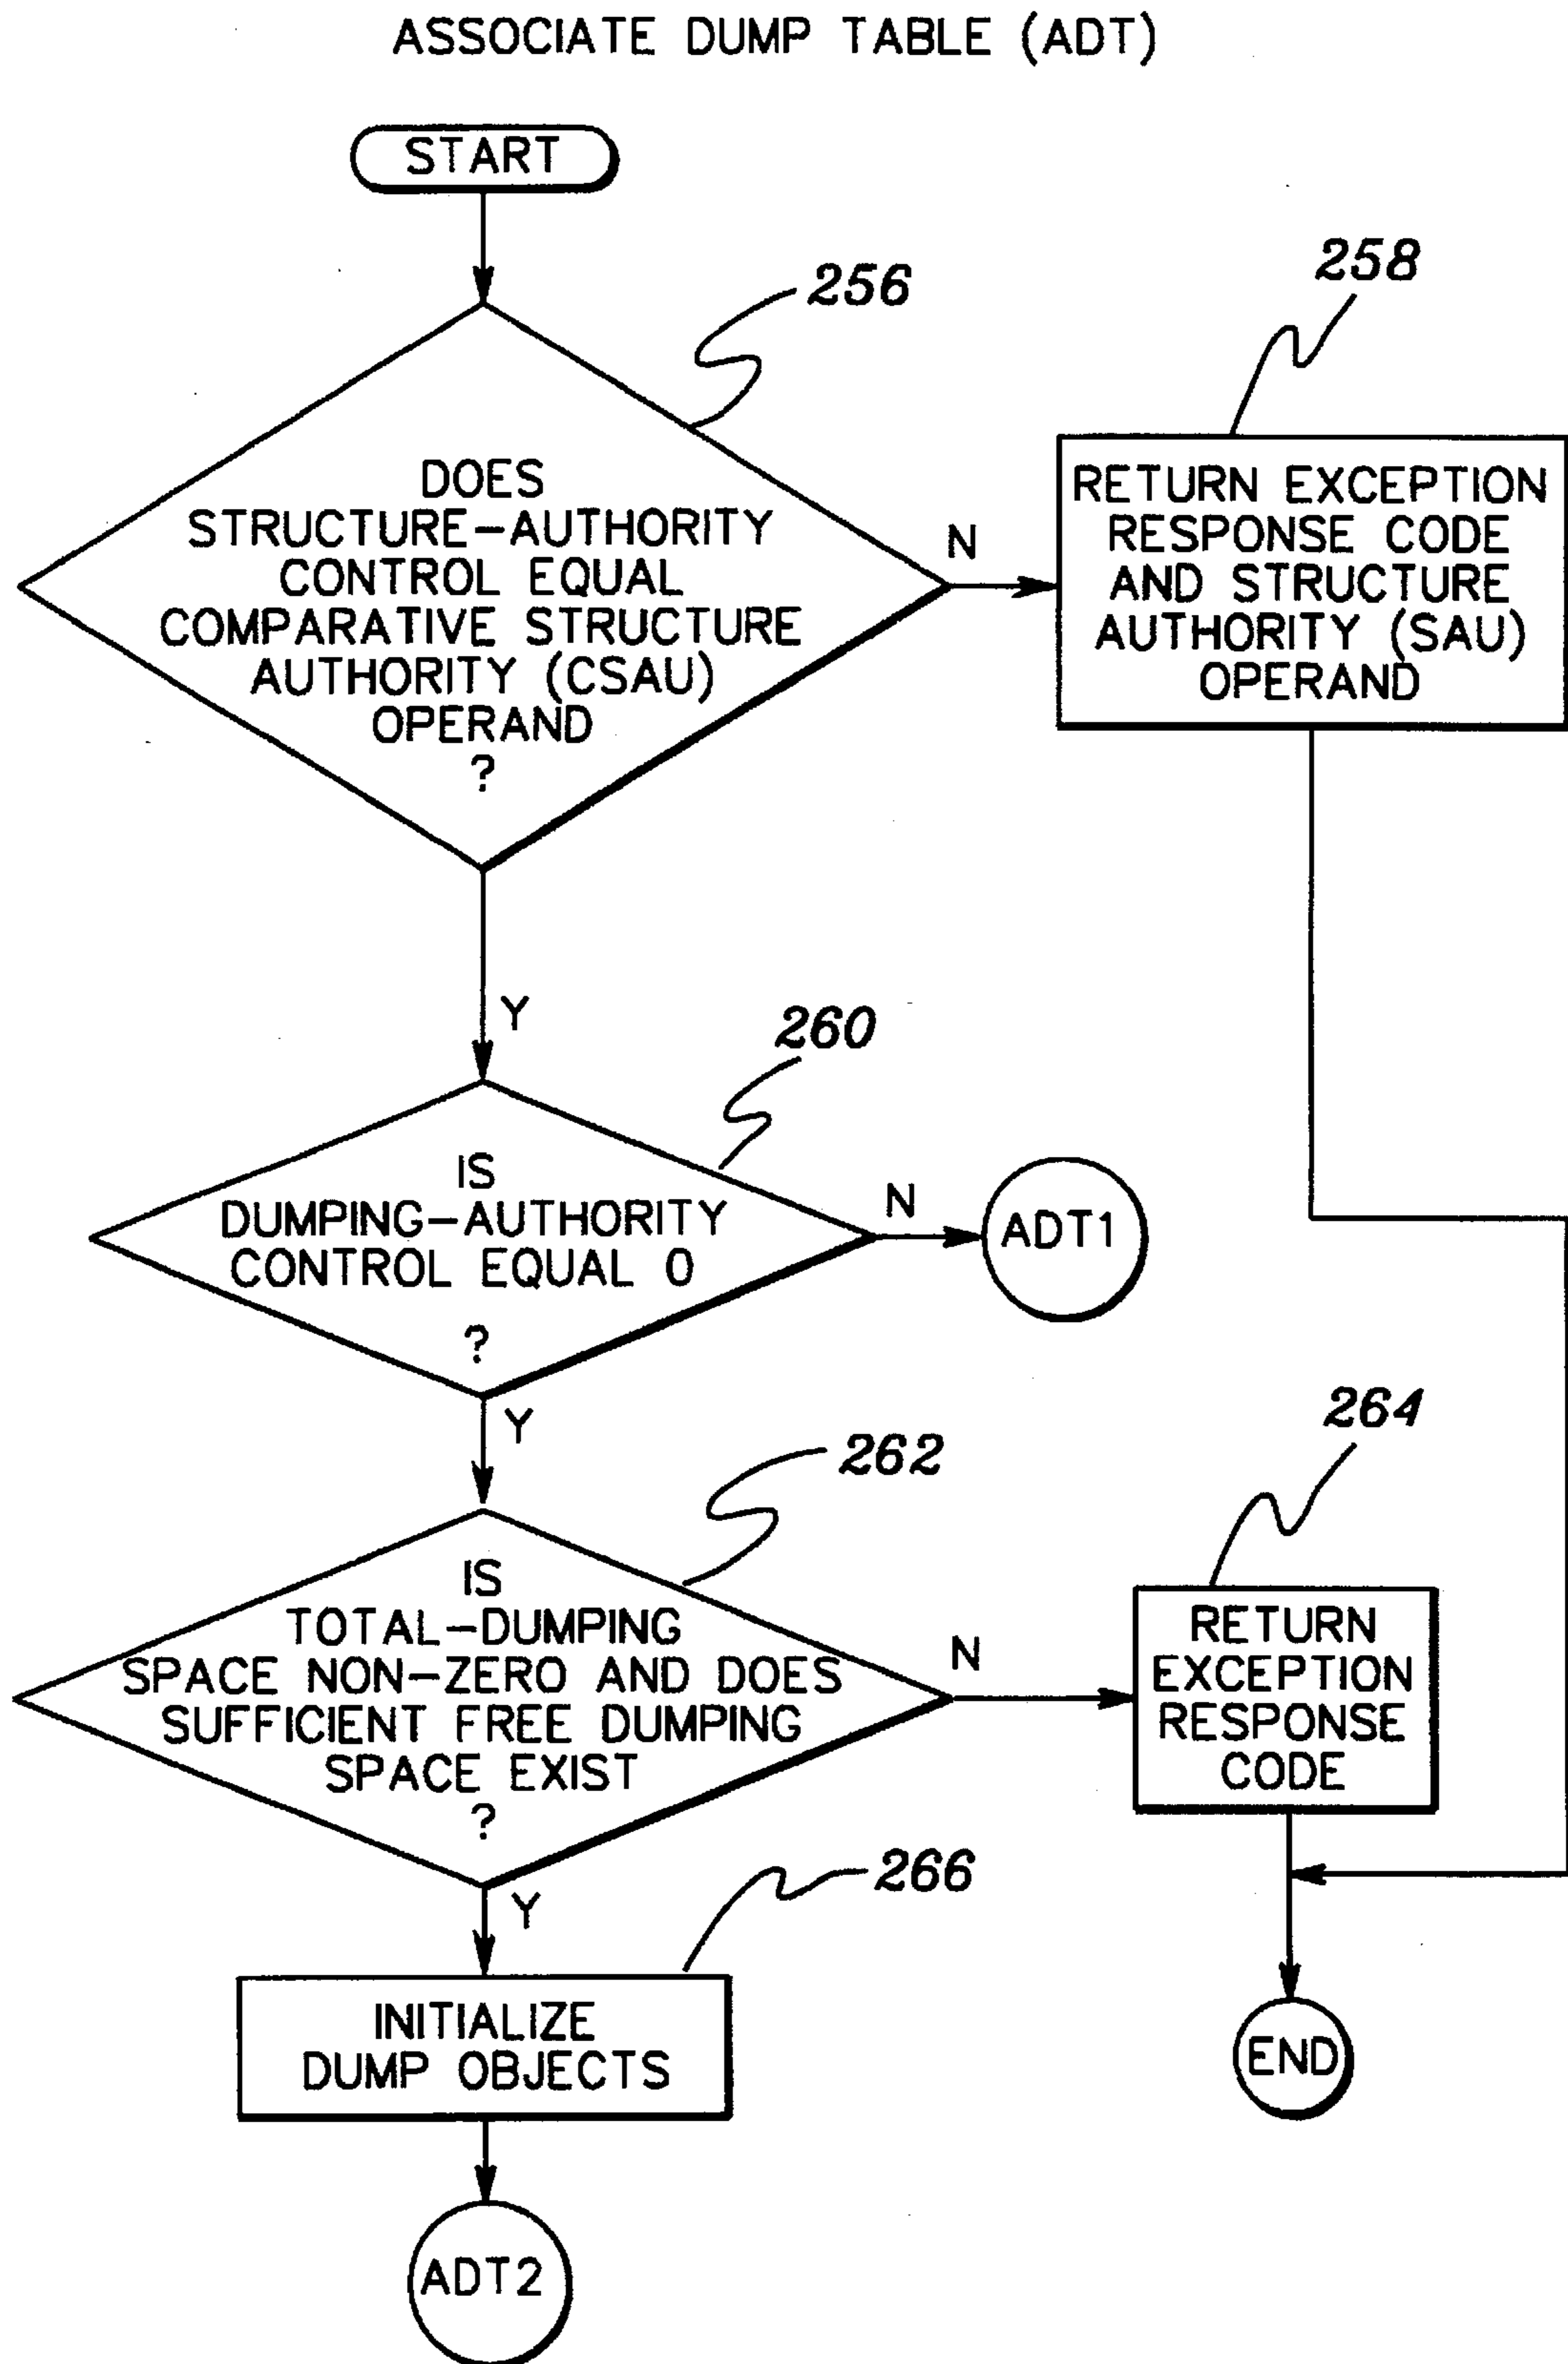 ASSOCIATE DUMP TABLE (ADT)
START
256
258
DOES
STRUCTURE-AUTHORITY
CONTROL EQUAL
COMPARATIVE STRUCTURE
AUTHORITY (CSAU)
OPERAND
?
N
RETURN EXCEPTION
RESPONSE CODE
AND STRUCTURE
AUTHORITY (SAU)
OPERAND
Y
260
IS
DUMPING-AUTHORITY
CONTROL EQUAL 0
?
N
ADT1
Y
262
264
IS
TOTAL-DUMPING
SPACE NON-ZERO AND DOES
SUFFICIENT FREE DUMPING
SPACE EXIST
?
N
RETURN
EXCEPTION
RESPONSE
CODE
Y
266
INITIALIZE
DUMP OBJECTS
END
ADT2